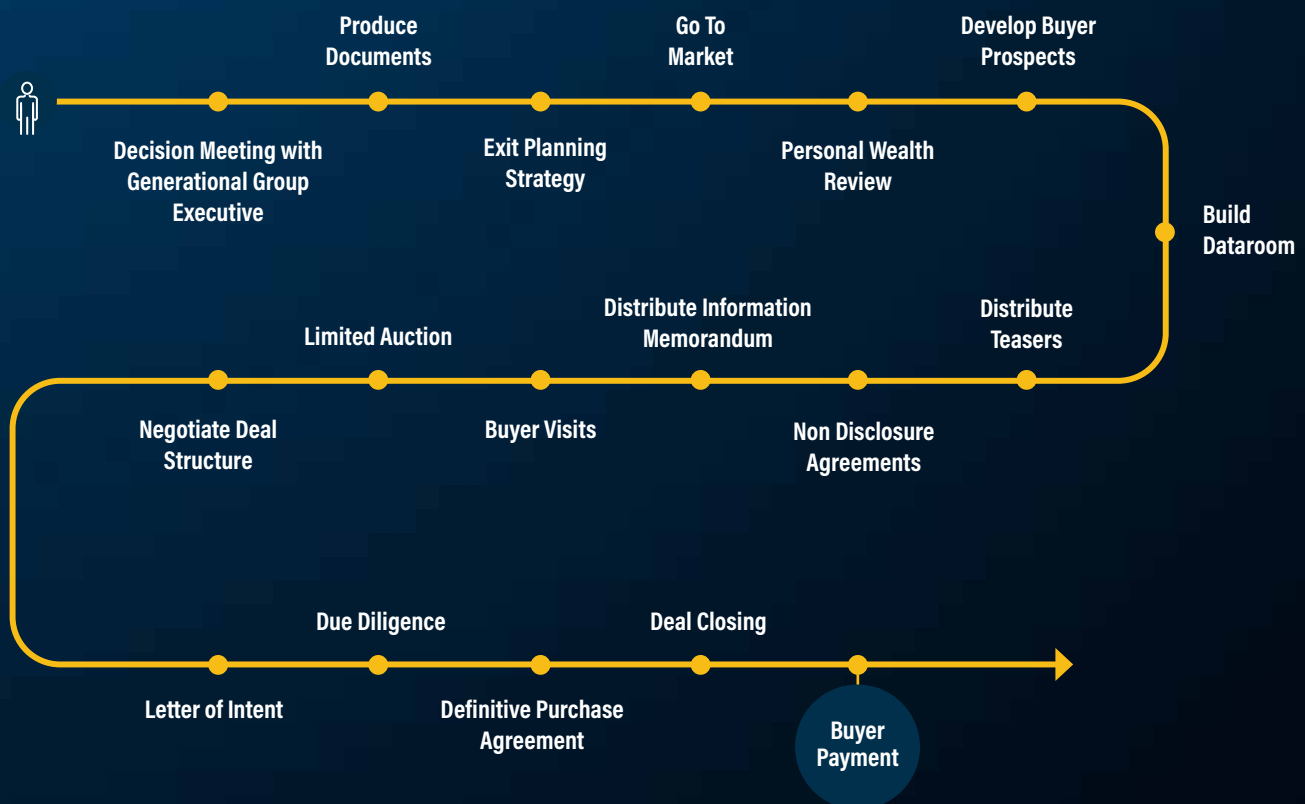 Produce
Documents
Go To
Market
Develop Buyer
Prospects
Decision Meeting with
Generational Group
Executive
Exit Planning
Strategy
Personal Wealth
Review
Build
Dataroom
Distribute
Teasers
Distribute Information
Memorandum
Limited Auction
Non Disclosure
Agreements
Buyer Visits
Negotiate Deal
Structure
Due Diligence
Deal Closing
Letter of Intent
Definitive Purchase
Agreement
Buyer
Payment